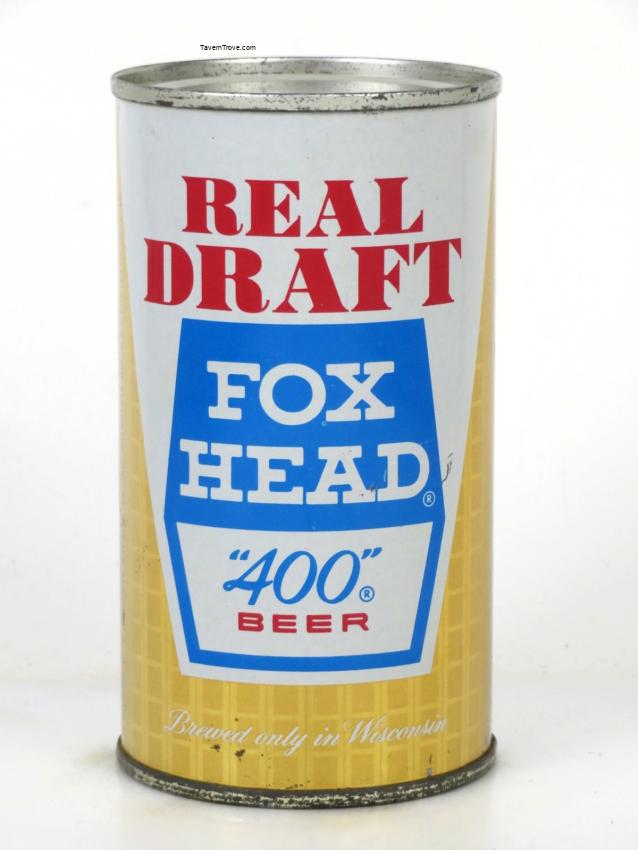 TavernTrove.com
REAL
DRAFT
FOX
HEAD®
"400"®
BEER
Brewed only in Wisconsin